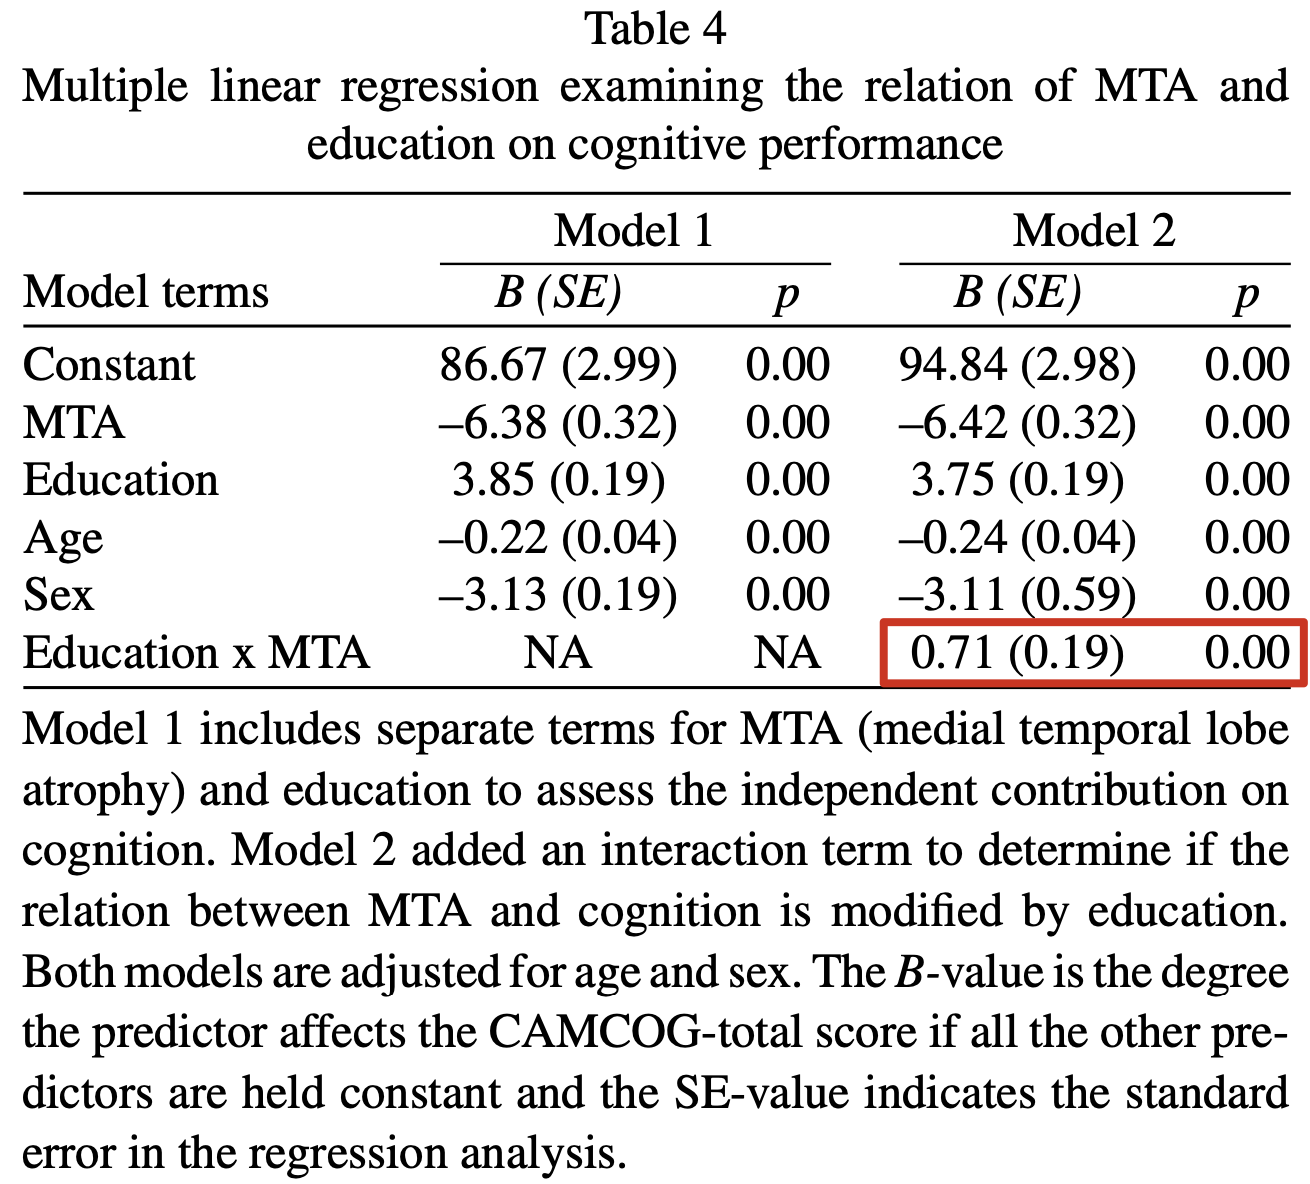 Table 4
Multiple linear regression examining the relation of MTA and
education on cognitive performance
Model 1 Model 2
Model terms B (SE) p B (SE) p
Constant 86.67 (2.99) 0.00 94.84 (2.98) 0.00
MTA –6.38 (0.32) 0.00 –6.42 (0.32) 0.00
Education 3.85 (0.19) 0.00 3.75 (0.19) 0.00
Age –0.22 (0.04) 0.00 –0.24 (0.04) 0.00
Sex –3.13 (0.19) 0.00 –3.11 (0.59) 0.00
Education x MTA NA NA 0.71 (0.19) 0.00
Model 1 includes separate terms for MTA (medial temporal lobe
atrophy) and education to assess the independent contribution on
cognition. Model 2 added an interaction term to determine if the
relation between MTA and cognition is modified by education.
Both models are adjusted for age and sex. The B-value is the degree
the predictor affects the CAMCOG-total score if all the other pre-
dictors are held constant and the SE-value indicates the standard
error in the regression analysis.